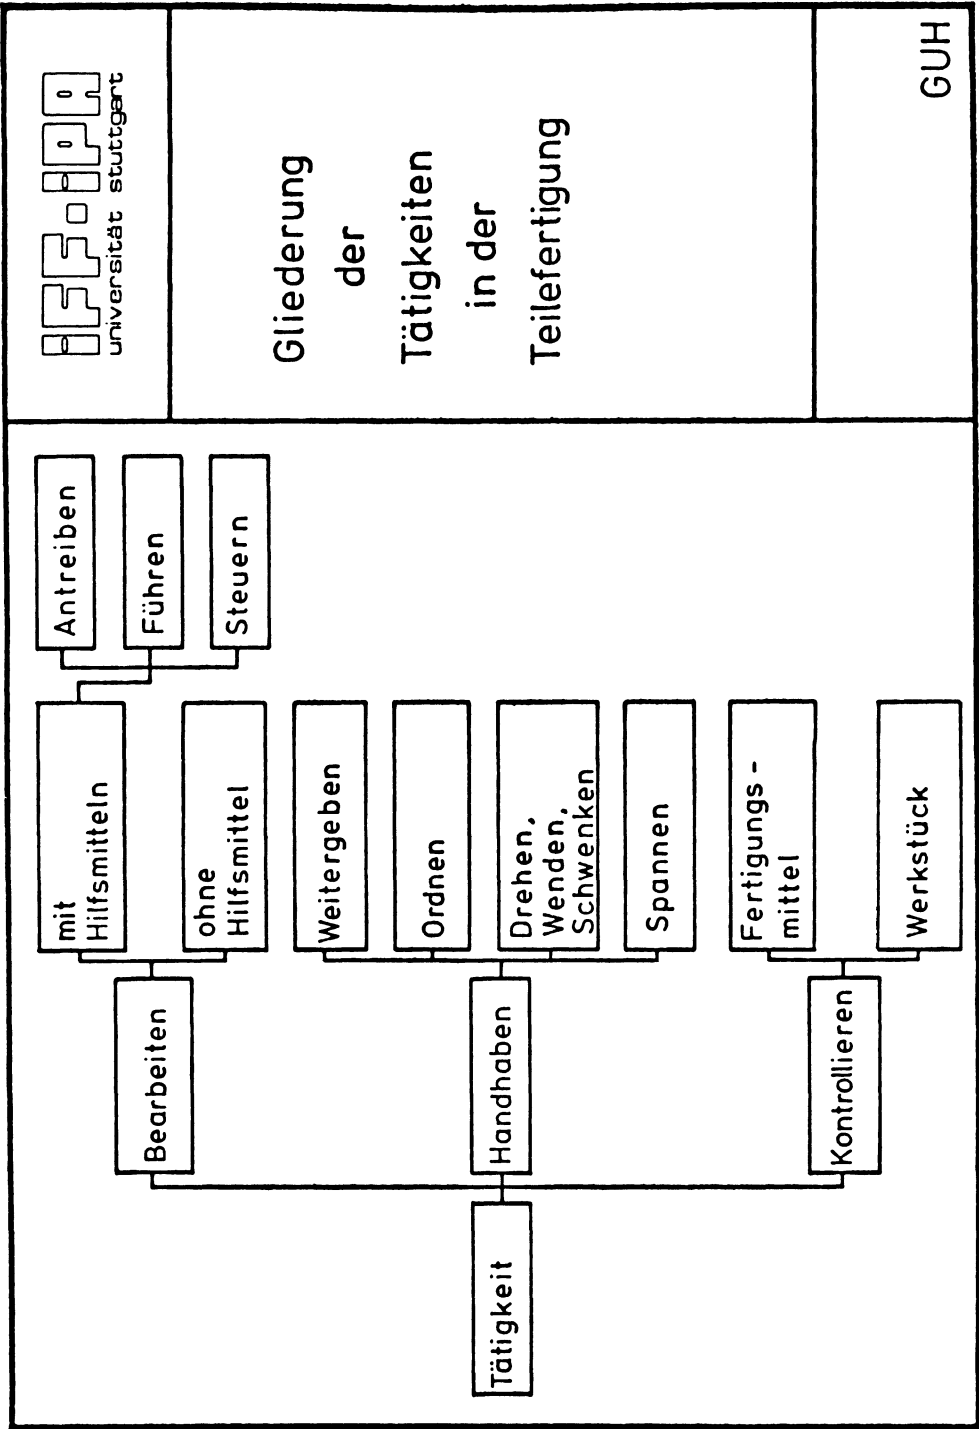 Tätigkeit
Bearbeiten
mit
Hilfsmitteln
Antreiben
Führen
Steuern
ohne
Hilfsmittel
Handhaben
Weitergeben
Ordnen
Drehen,
Wenden,
Schwenken
Spannen
Kontrollieren
Fertigungs-
mittel
Werkstück
IFF·IPA
universität stuttgart
Gliederung
der
Tätigkeiten
in der
Teilefertigung
GUH